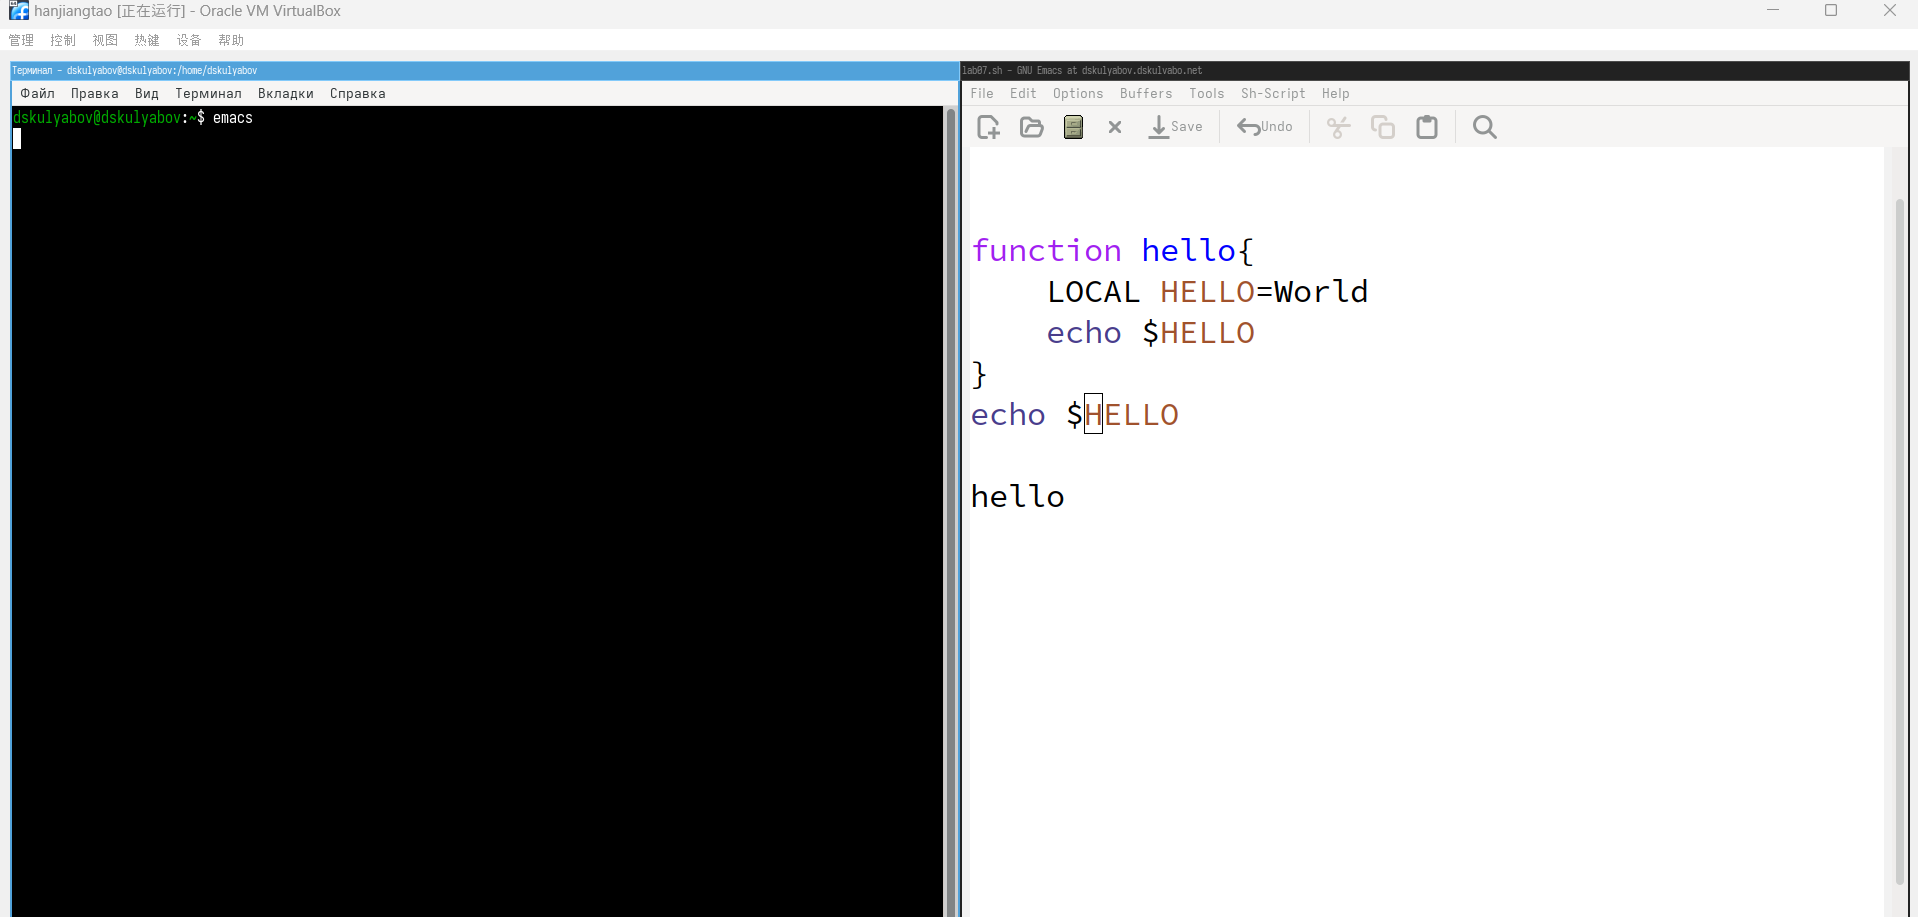 hanjiangtao [正在运行] - Oracle VM VirtualBox
管理 控制 视图 热键 设备 帮助
Терминал - dskulyabov@dskulyabov:/home/dskulyabov
Файл Правка Вид Терминал Вкладки Справка
dskulyabov@dskulyabov:~$ emacs
lab07.sh - GNU Emacs at dskulyabov.dskulvabo.net
File Edit Options Buffers Tools Sh-Script Help
Save Undo
function hello{
LOCAL HELLO=World
echo $HELLO
}
echo $HELLO
hello